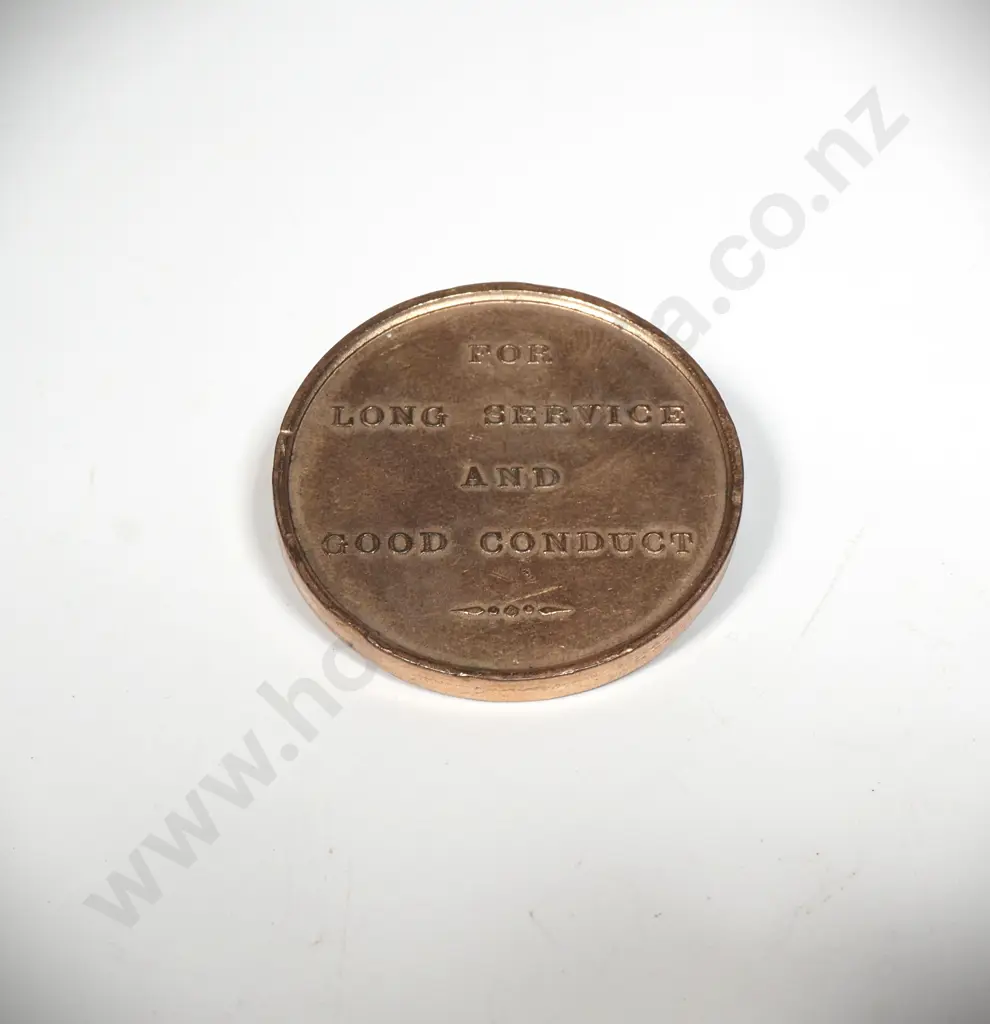 FOR
LONG SERVICE
AND
GOOD CONDUCT